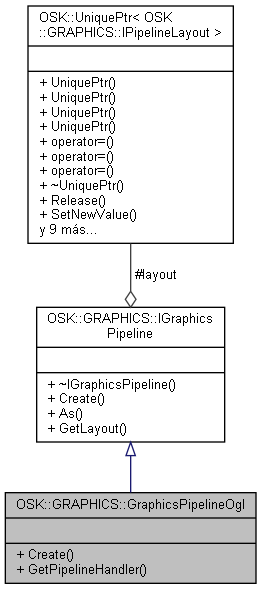 OSK::UniquePtr< OSK
::GRAPHICS::IPipelineLayout >
+ UniquePtr()
+ UniquePtr()
+ UniquePtr()
+ UniquePtr()
+ operator=()
+ operator=()
+ operator=()
+ ~UniquePtr()
+ Release()
+ SetNewValue()
y 9 más...
#layout
OSK::GRAPHICS::IGraphics
Pipeline
+ ~IGraphicsPipeline()
+ Create()
+ As()
+ GetLayout()
OSK::GRAPHICS::GraphicsPipelineOgl
+ Create()
+ GetPipelineHandler()